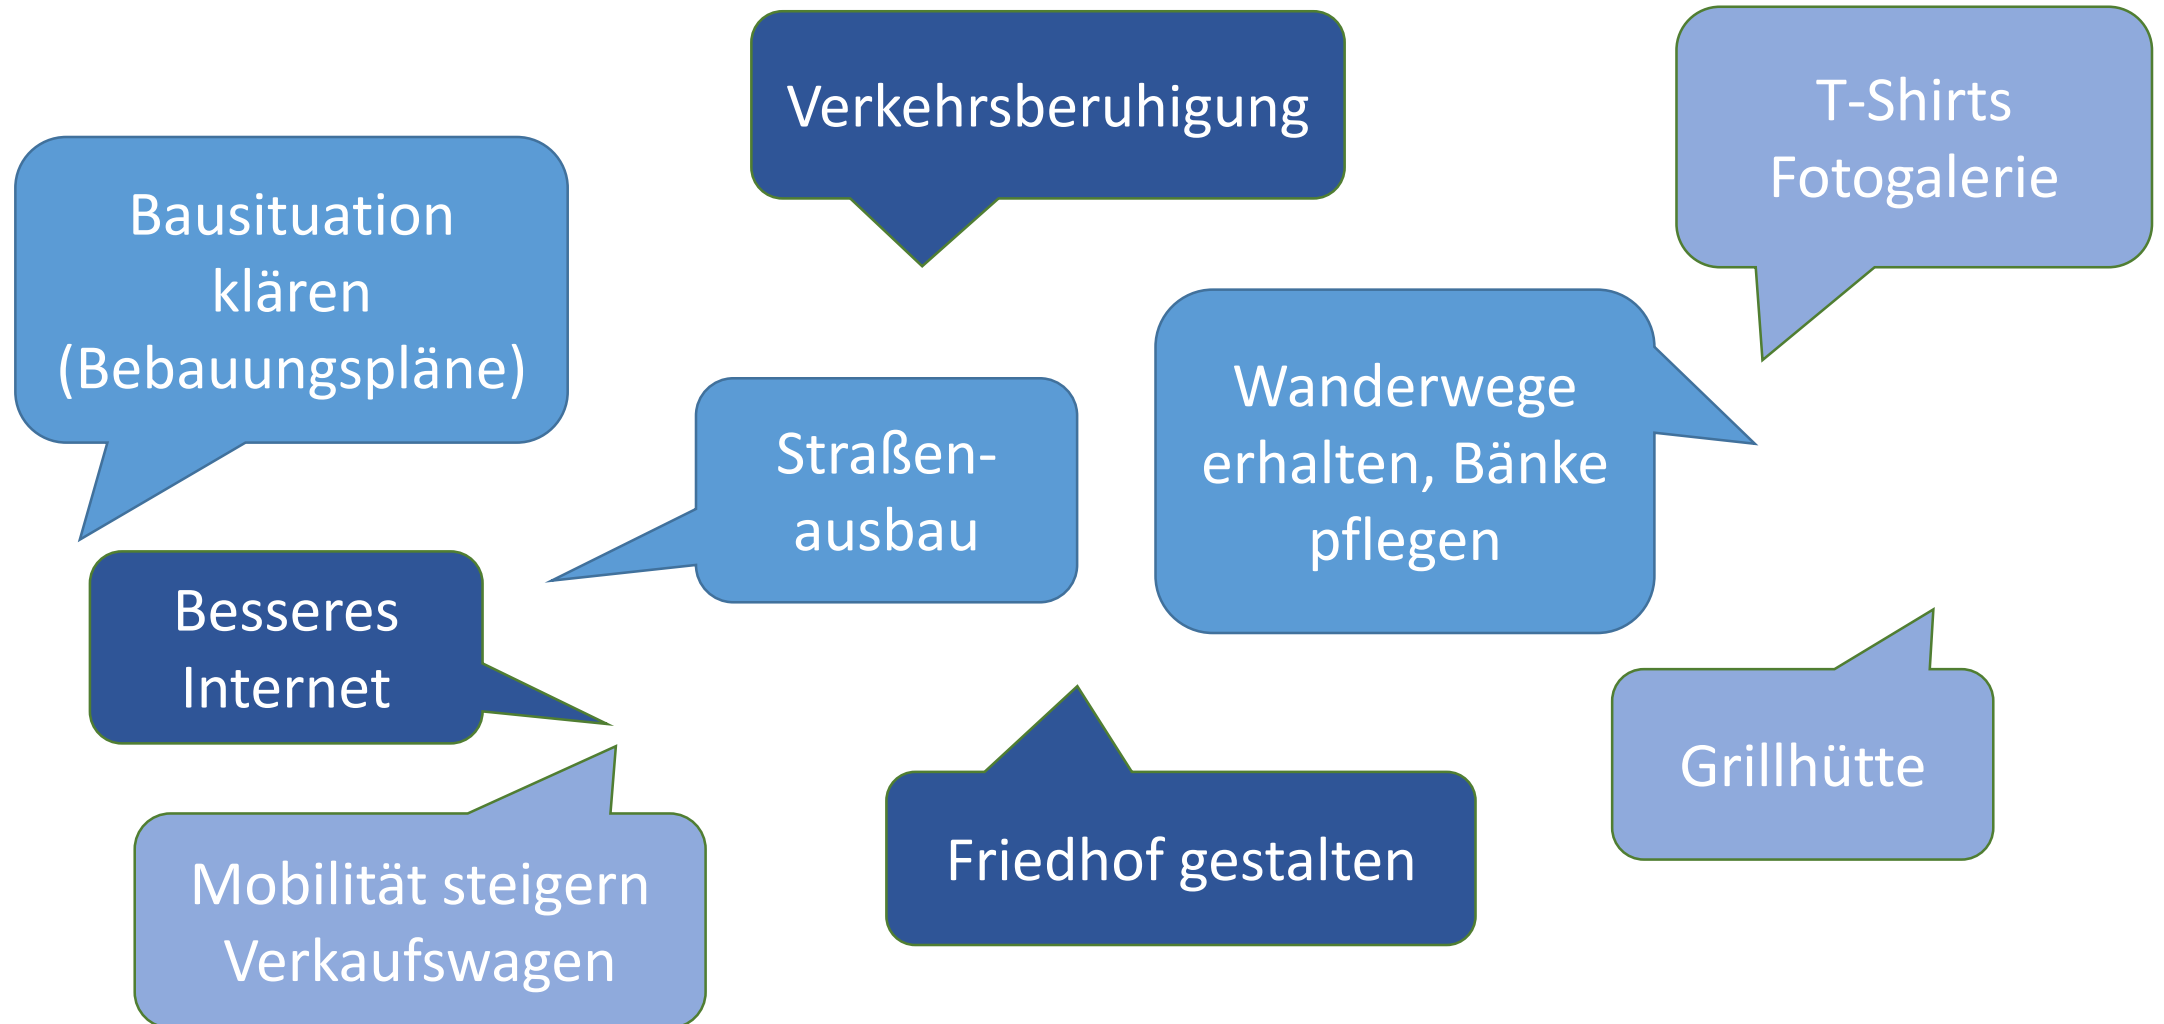 Verkehrsberuhigung
T-Shirts
Fotogalerie
Bausituation
klären
(Bebauungspläne)
Wanderwege
erhalten, Bänke
pflegen
Straßen-
ausbau
Besseres
Internet
Grillhütte
Friedhof gestalten
Mobilität steigern
Verkaufswagen